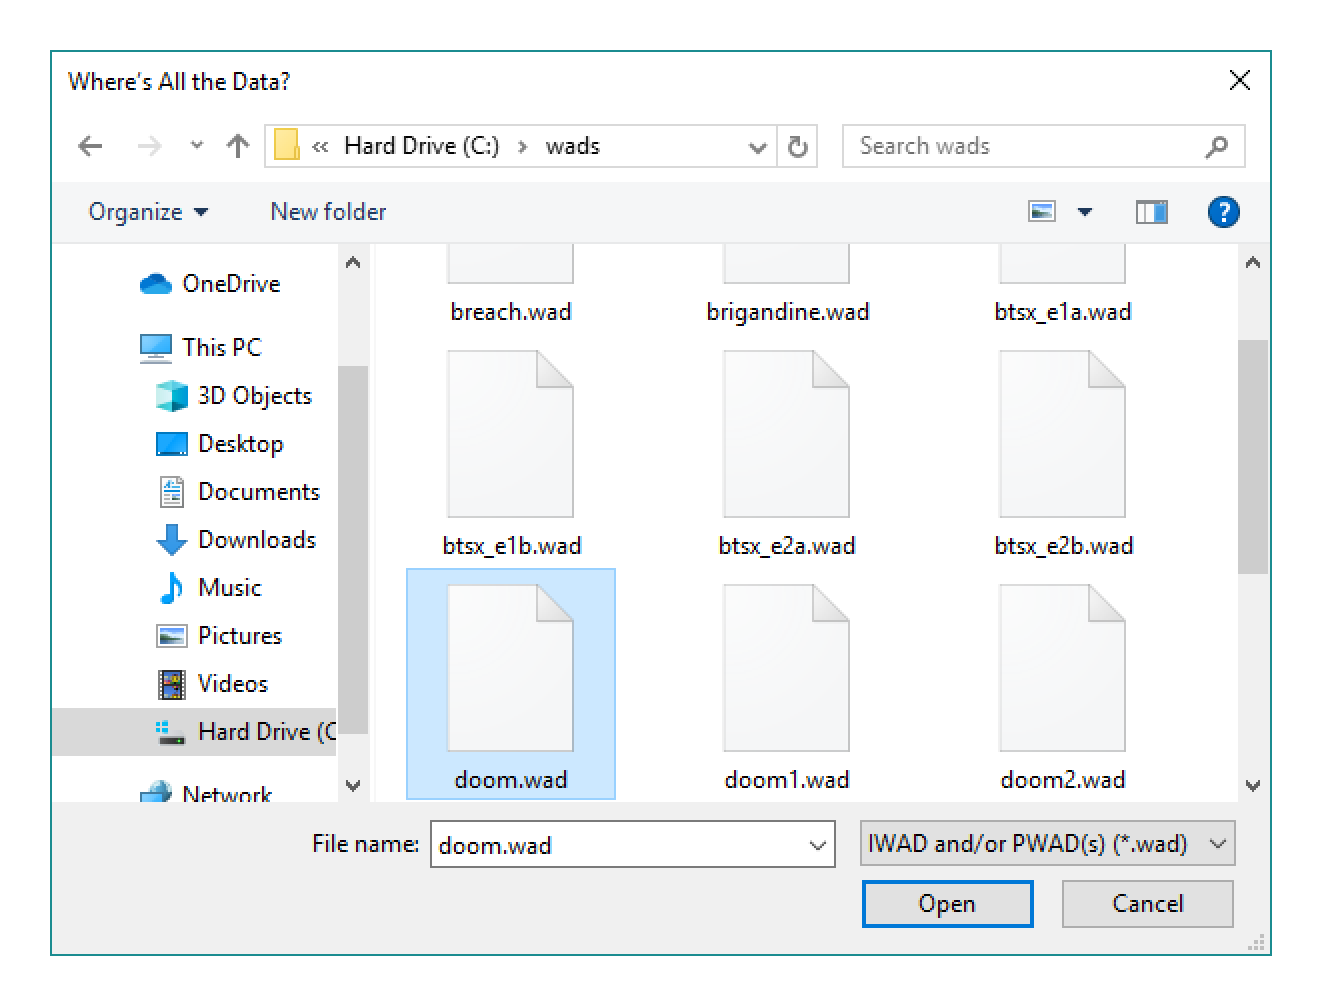 Where's All the Data?
« Hard Drive (C:) > wads
Search wads
Organize
New folder
?
OneDrive
This PC
3D Objects
Desktop
Documents
Downloads
Music
Pictures
Videos
Hard Drive (C
Network
breach.wad
brigandine.wad
btsx_e1a.wad
btsx_e1b.wad
btsx_e2a.wad
btsx_e2b.wad
doom.wad
doom1.wad
doom2.wad
File name: doom.wad
IWAD and/or PWAD(s) (*.wad)
Open
Cancel